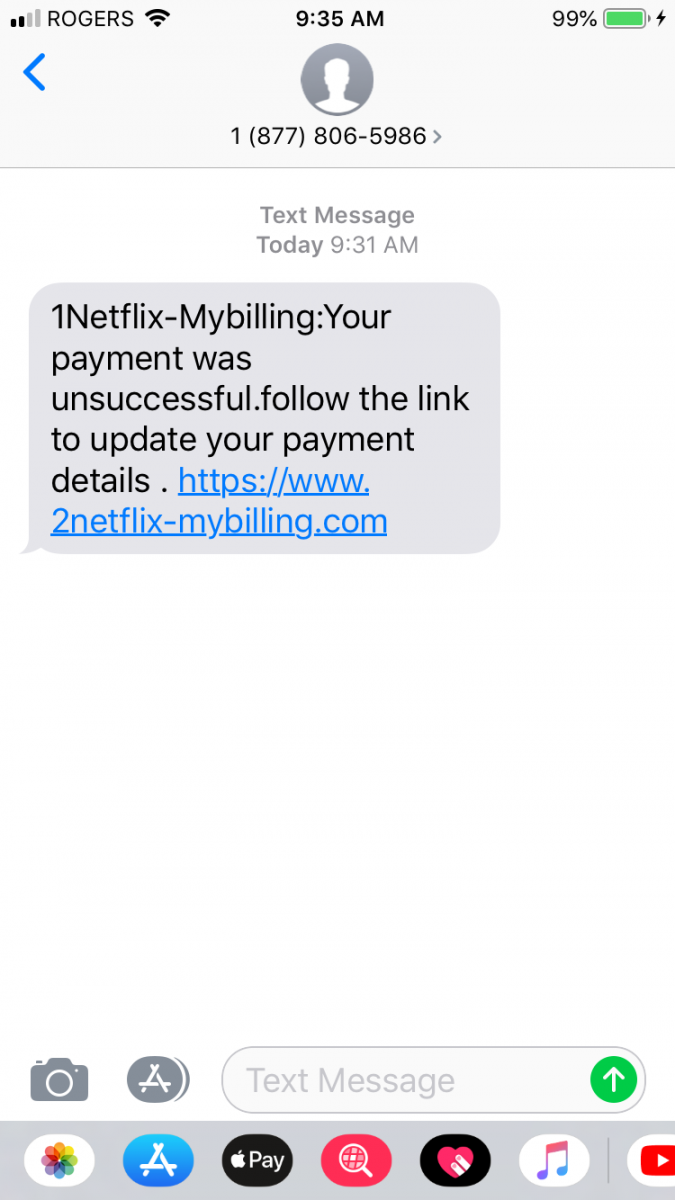 ROGERS 9:35 AM 99%
1 (877) 806-5986
Text Message
Today 9:31 AM
1Netflix-Mybilling:Your
payment was
unsuccessful.follow the link
to update your payment
details . https://www.
2netflix-mybilling.com
Text Message
Pay